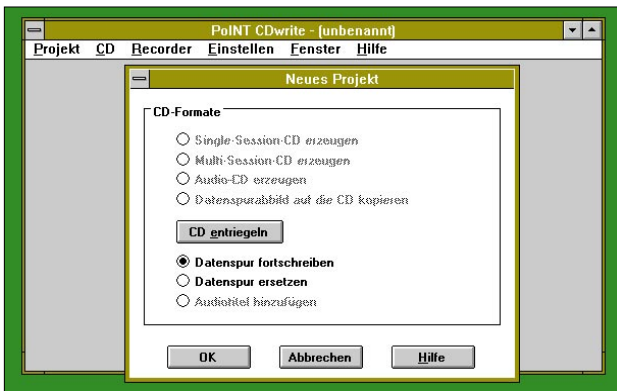 PoINT CDwrite - (unbenannt)
Projekt CD Recorder Einstellen Fenster Hilfe
Neues Projekt
CD-Formate
Single-Session-CD erzeugen
Multi-Session-CD erzeugen
Audio-CD erzeugen
Datenspurabbild auf die CD kopieren
CD entriegeln
Datenspur fortschreiben
Datenspur ersetzen
Audiotitel hinzufügen
OK Abbrechen Hilfe